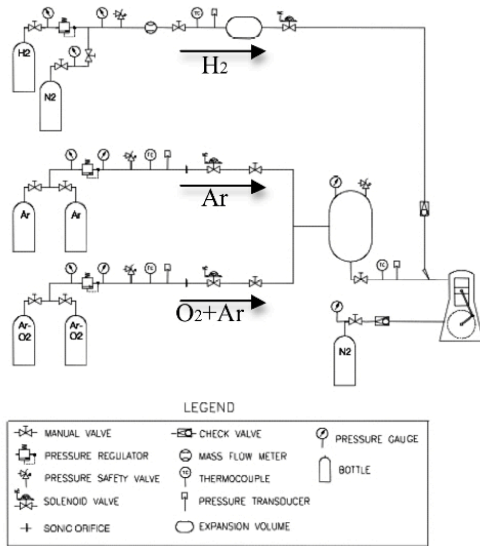 H2
N2
H2
Ar
Ar
Ar
Ar-
O2
Ar-
O2
O2+Ar
N2
LEGEND
MANUAL VALVE
CHECK VALVE
PRESSURE GAUGE
PRESSURE REGULATOR
MASS FLOW METER
BOTTLE
PRESSURE SAFETY VALVE
THERMOCOUPLE
SOLENOID VALVE
PRESSURE TRANSDUCER
SONIC ORIFICE
EXPANSION VOLUME